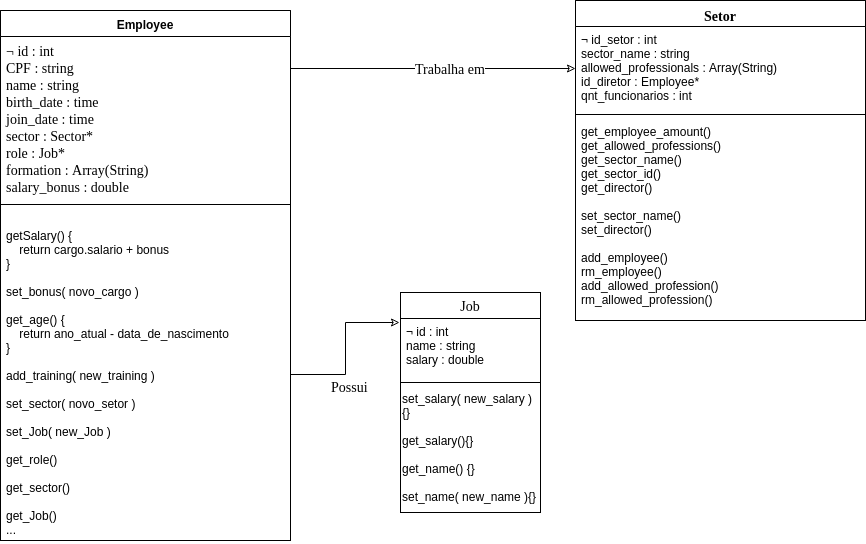 Employee
¬ id : int
CPF : string
name : string
birth_date : time
join_date : time
sector : Sector*
role : Job*
formation : Array(String)
salary_bonus : double
getSalary() {
return cargo.salario + bonus
}
set_bonus( novo_cargo )
get_age() {
return ano_atual - data_de_nascimento
}
add_training( new_training )
set_sector( novo_setor )
set_Job( new_Job )
get_role()
get_sector()
get_Job()
...
Trabalha em
Possui
Job
¬ id : int
name : string
salary : double
set_salary( new_salary )
{}
get_salary(){}
get_name() {}
set_name( new_name ){}
Setor
¬ id_setor : int
sector_name : string
allowed_professionals : Array(String)
id_diretor : Employee*
qnt_funcionarios : int
get_employee_amount()
get_allowed_professions()
get_sector_name()
get_sector_id()
get_director()
set_sector_name()
set_director()
add_employee()
rm_employee()
add_allowed_profession()
rm_allowed_profession()